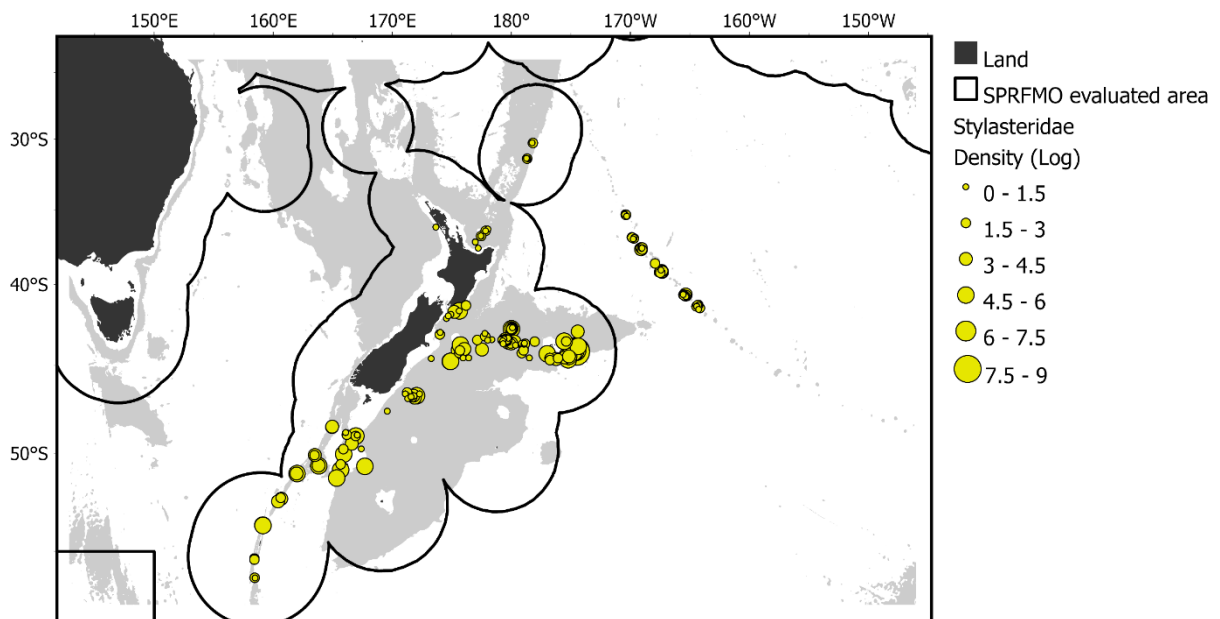 150°E 160°E 170°E 180° 170°W 160°W 150°W
30°S
40°S
50°S
Land
SPRFMO evaluated area
Stylasteridae
Density (Log)
0 - 1.5
1.5 - 3
3 - 4.5
4.5 - 6
6 - 7.5
7.5 - 9